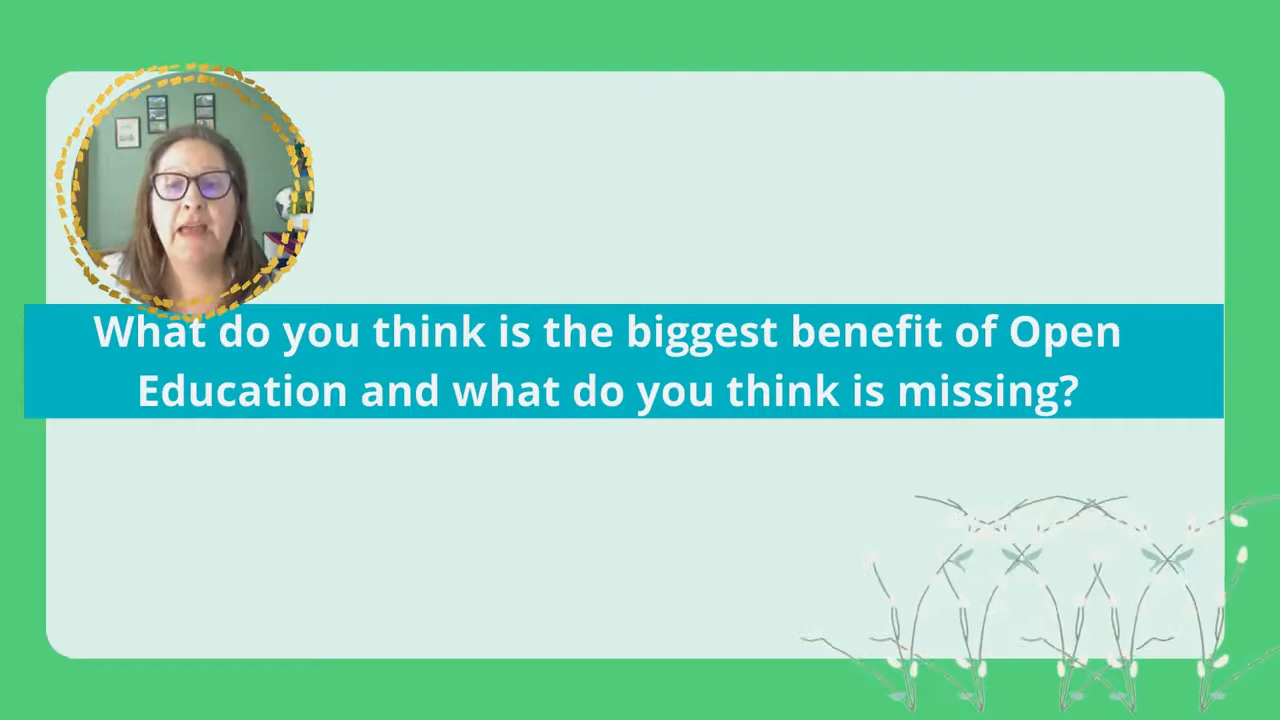 What do you think is the biggest benefit of Open
Education and what do you think is missing?